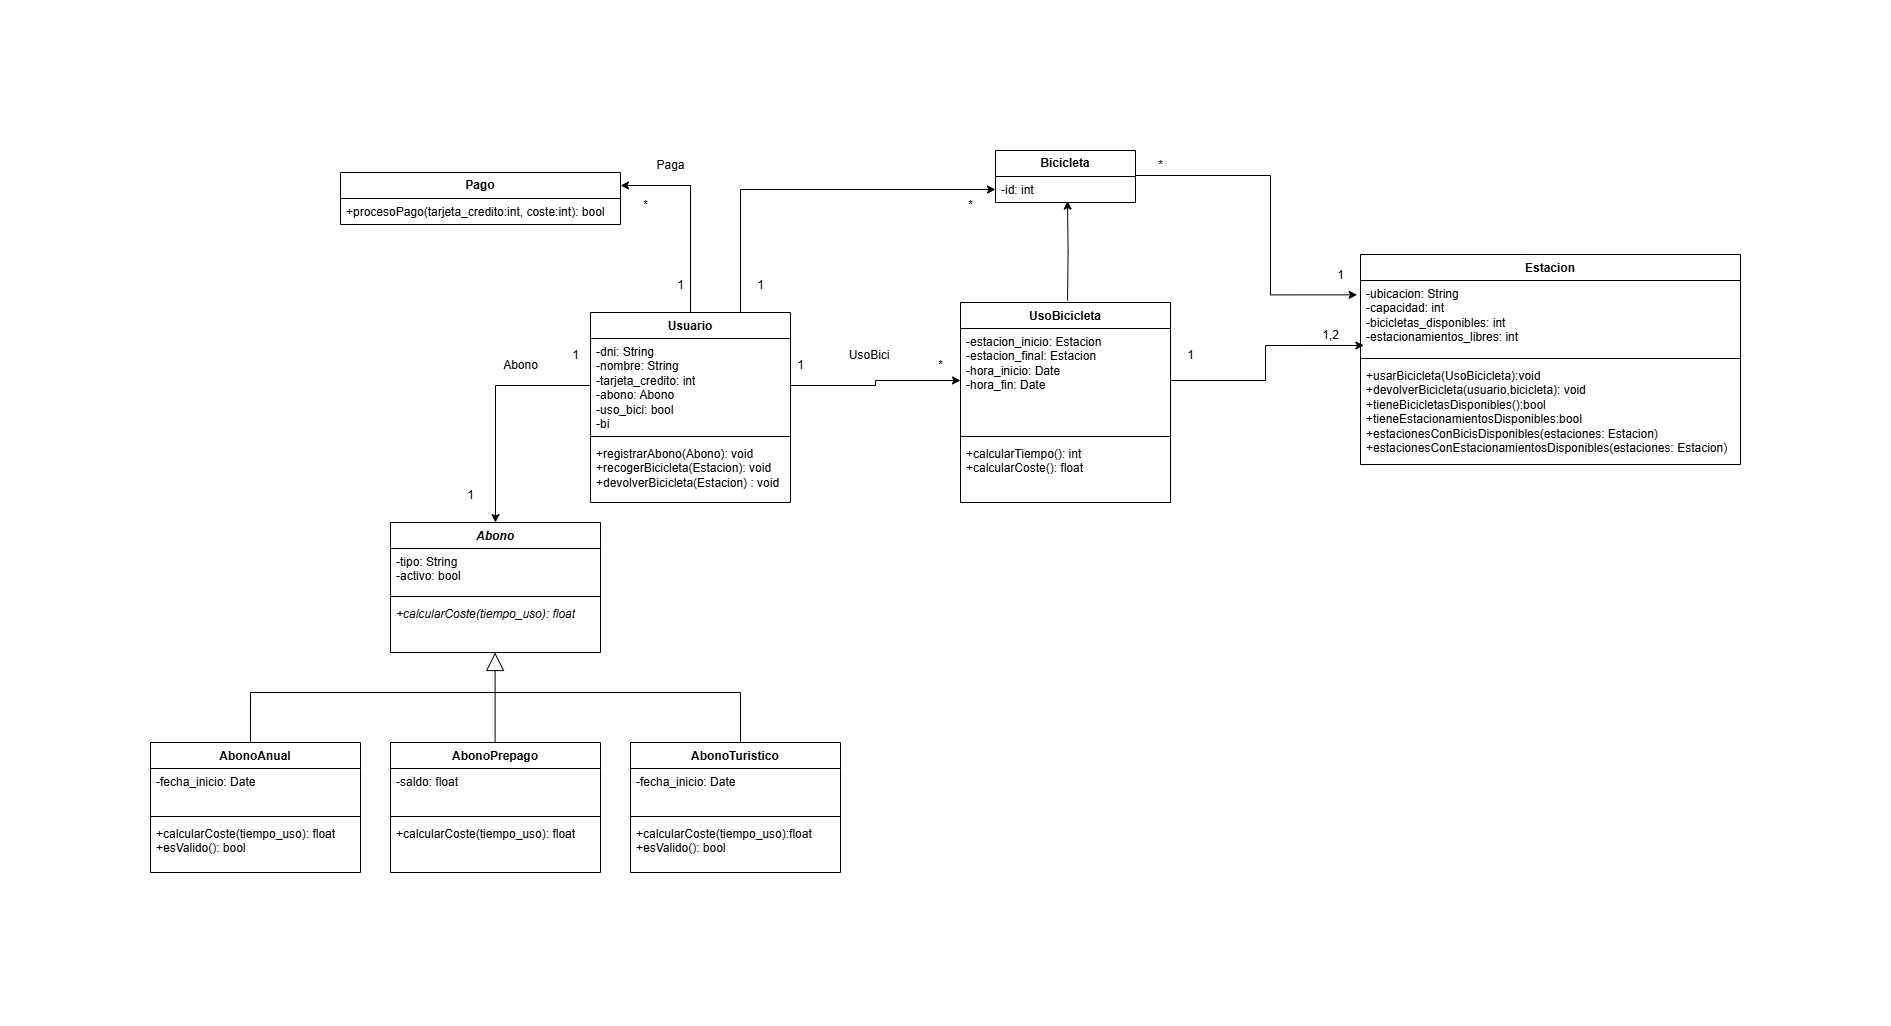 Paga
*
Pago
+procesoPago(tarjeta_credito:int, coste:int): bool
Bicicleta
-id: int
*
*
1
1
1
Estacion
-ubicacion: String
-capacidad: int
-bicicletas_disponibles: int
-estacionamientos_libres: int
+usarBicicleta(UsoBicicleta):void
+devolverBicicleta(usuario,bicicleta): void
+tieneBicicletasDisponibles():bool
+tieneEstacionamientosDisponibles:bool
+estacionesConBicisDisponibles(estaciones: Estacion)
+estacionesConEstacionamientosDisponibles(estaciones: Estacion)
Usuario
-dni: String
-nombre: String
-tarjeta_credito: int
-abono: Abono
-uso_bici: bool
-bi
+registrarAbono(Abono): void
+recogerBicicleta(Estacion): void
+devolverBicicleta(Estacion) : void
1
UsoBici
*
UsoBicicleta
-estacion_inicio: Estacion
-estacion_final: Estacion
-hora_inicio: Date
-hora_fin: Date
+calcularTiempo(): int
+calcularCoste(): float
1
1,2
1
Abono
1
Abono
-tipo: String
-activo: bool
+calcularCoste(tiempo_uso): float
AbonoAnual
-fecha_inicio: Date
+calcularCoste(tiempo_uso): float
+esValido(): bool
AbonoPrepago
-saldo: float
+calcularCoste(tiempo_uso): float
AbonoTuristico
-fecha_inicio: Date
+calcularCoste(tiempo_uso):float
+esValido(): bool